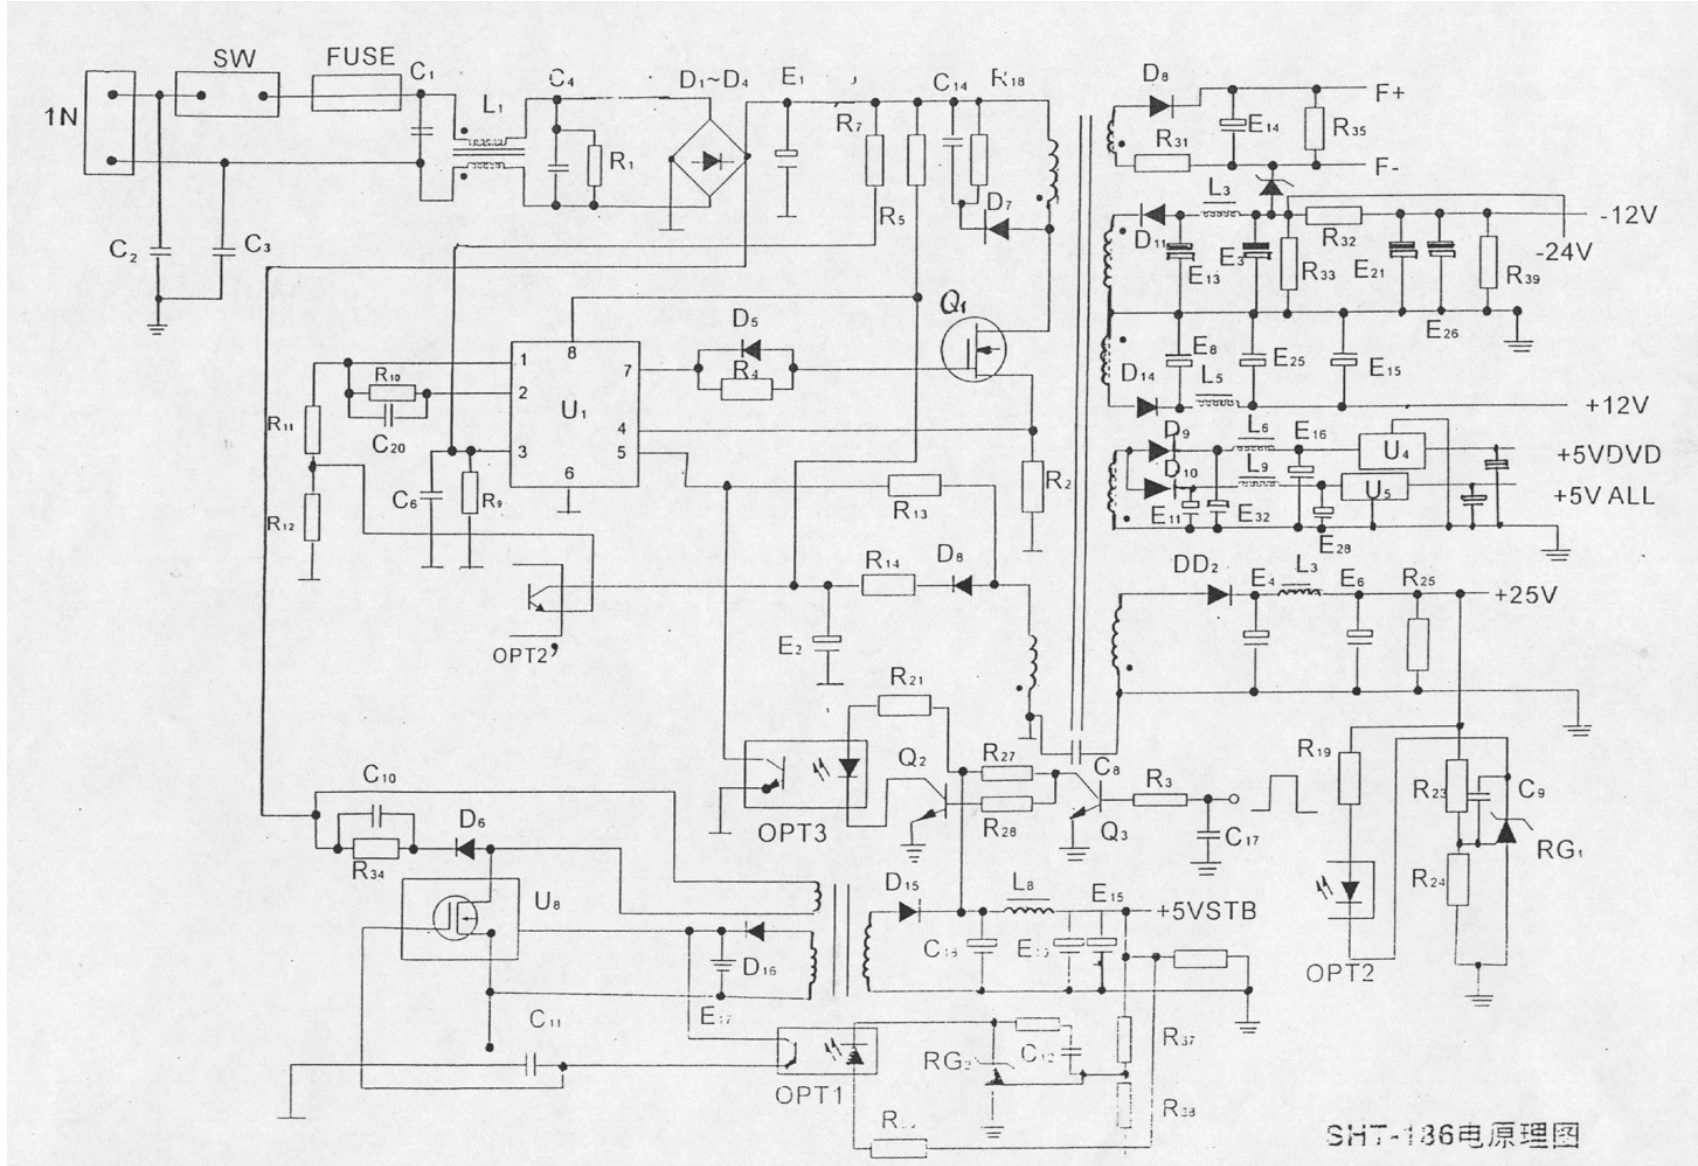 SW
FUSE
C1
1N
L1
C4
D1~D4
E1
C14
R18
D8
F+
R7
E14
R35
R1
R31
F-
D7
L3
R5
-12V
C2
C3
D11
E13
E3
R33
R32
E21
-24V
R39
Q1
E26
D5
8
1
7
R4
E8
E25
E15
R10
2
D14
L5
+12V
U1
R11
C20
4
3
5
D9
L6
E16
U4
+5VDVD
6
D10
L9
U5
+5V ALL
C6
R9
R2
R12
R13
E11
E32
E28
R14
D8
DD2
E4
L3
E6
R25
+25V
OPT2'
E2
R21
R19
C10
Q2
R27
C8
R3
R23
C9
D6
OPT3
R28
Q3
C17
RG1
R34
R24
U8
D15
L8
E15
+5VSTB
D16
OPT2
C11
E17
R37
OPT1
R38
SHT-186电原理图